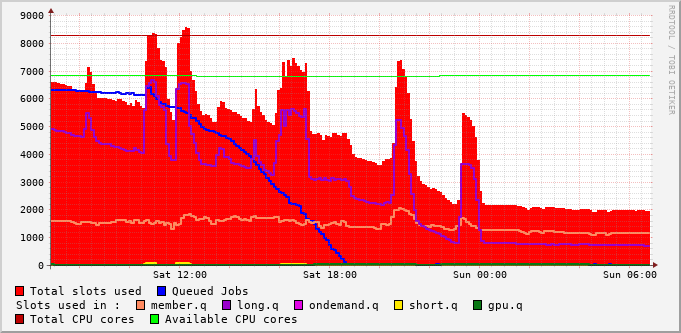 RRDTOOL / TOBI OETIKER
9000
8000
7000
6000
5000
4000
3000
2000
1000
0
Sat 12:00 Sat 18:00 Sun 00:00 Sun 06:00
Total slots used Queued Jobs
Slots used in : member.q long.q ondemand.q short.q gpu.q
Total CPU cores Available CPU cores